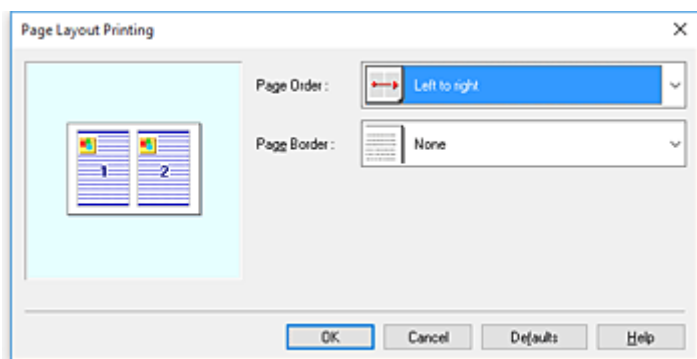 Page Layout Printing
Page Order : Left to right
1 2
Page Border : None
OK Cancel Defaults Help